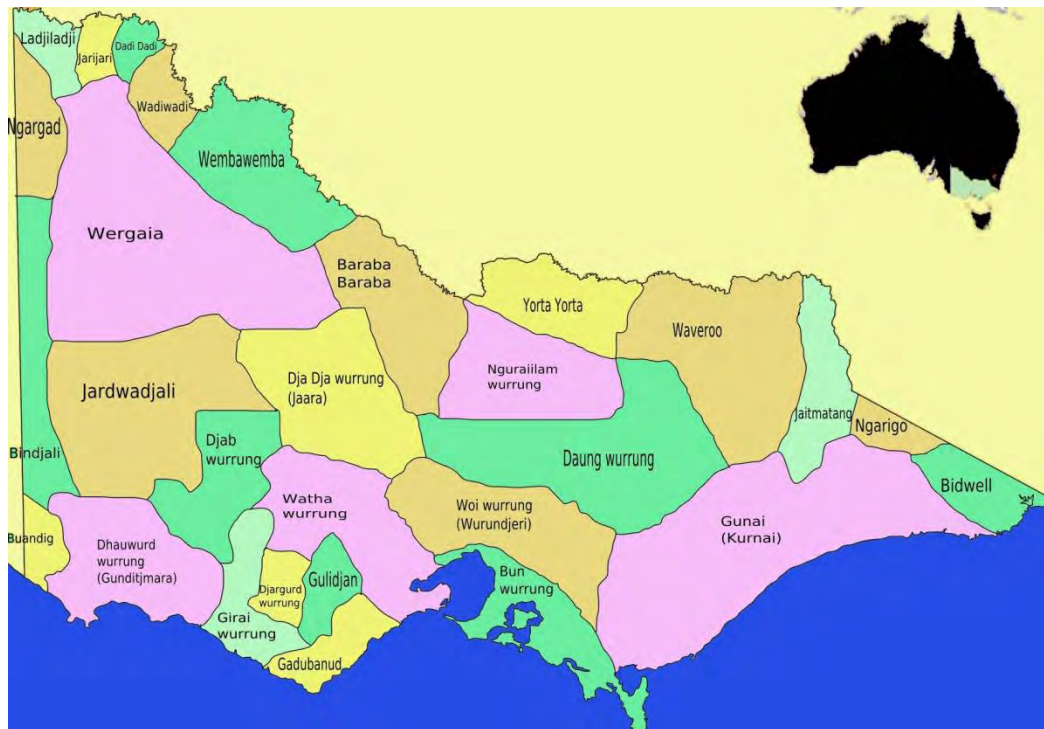 Ladjiladji
Jarijari
Dadi Dadi
Wadiwadi
Ngargad
Wembawemba
Wergaia
Baraba
Baraba
Yorta Yorta
Waveroo
Nguraiilam
wurrung
Dja Dja wurrung
(Jaara)
Jardwadjali
Jaitmatang
Ngarigo
Djab
wurrung
Bindjali
Daung wurrung
Bidwell
Watha
wurrung
Woi wurrung
(Wurundjeri)
Gunai
(Kurnai)
Buandig
Dhauwurd
wurrung
(Gunditjmara)
Djargurd
wurrung
Gulidjan
Bun
wurrung
Girai
wurrung
Gadubanud